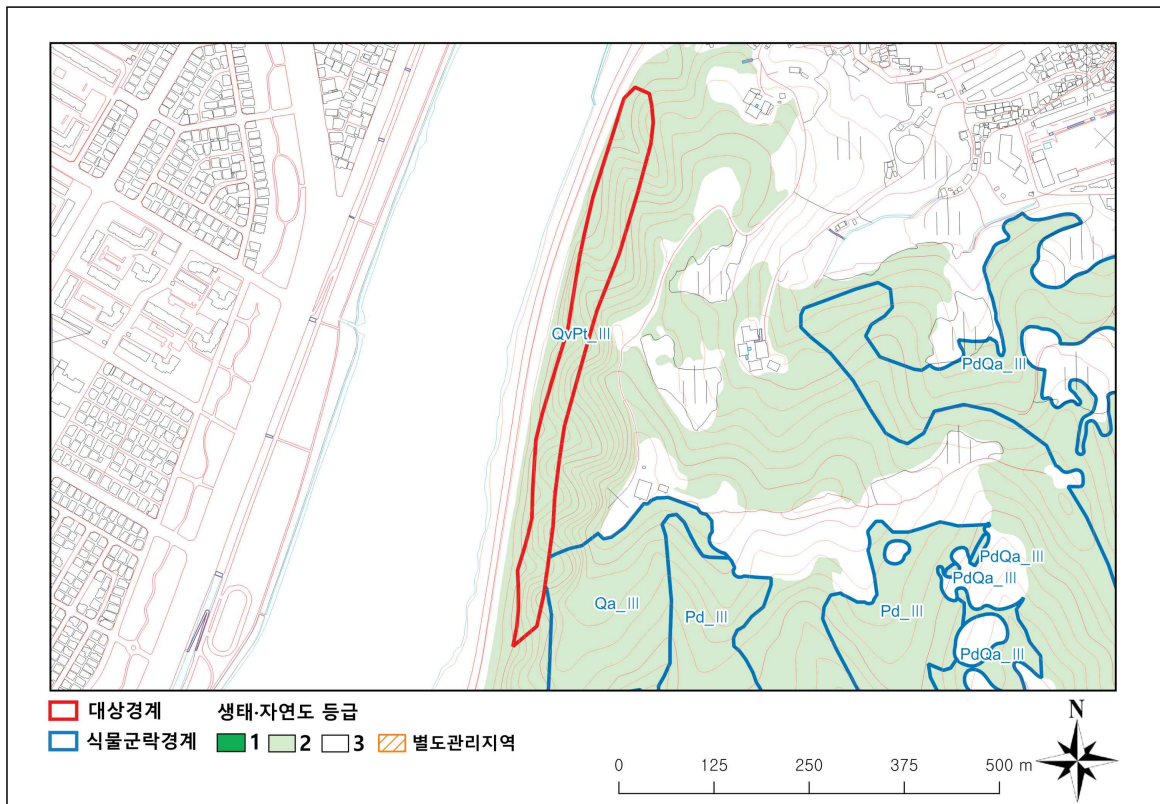 QvPt_III
PdQa_III
PdQa_III
PdQa_III
Qa_III
Pd_III
Pd_III
PdQa_III
대상경계 생태·자연도 등급
식물군락경계 1 2 3 별도관리지역
N
0 125 250 375 500 m